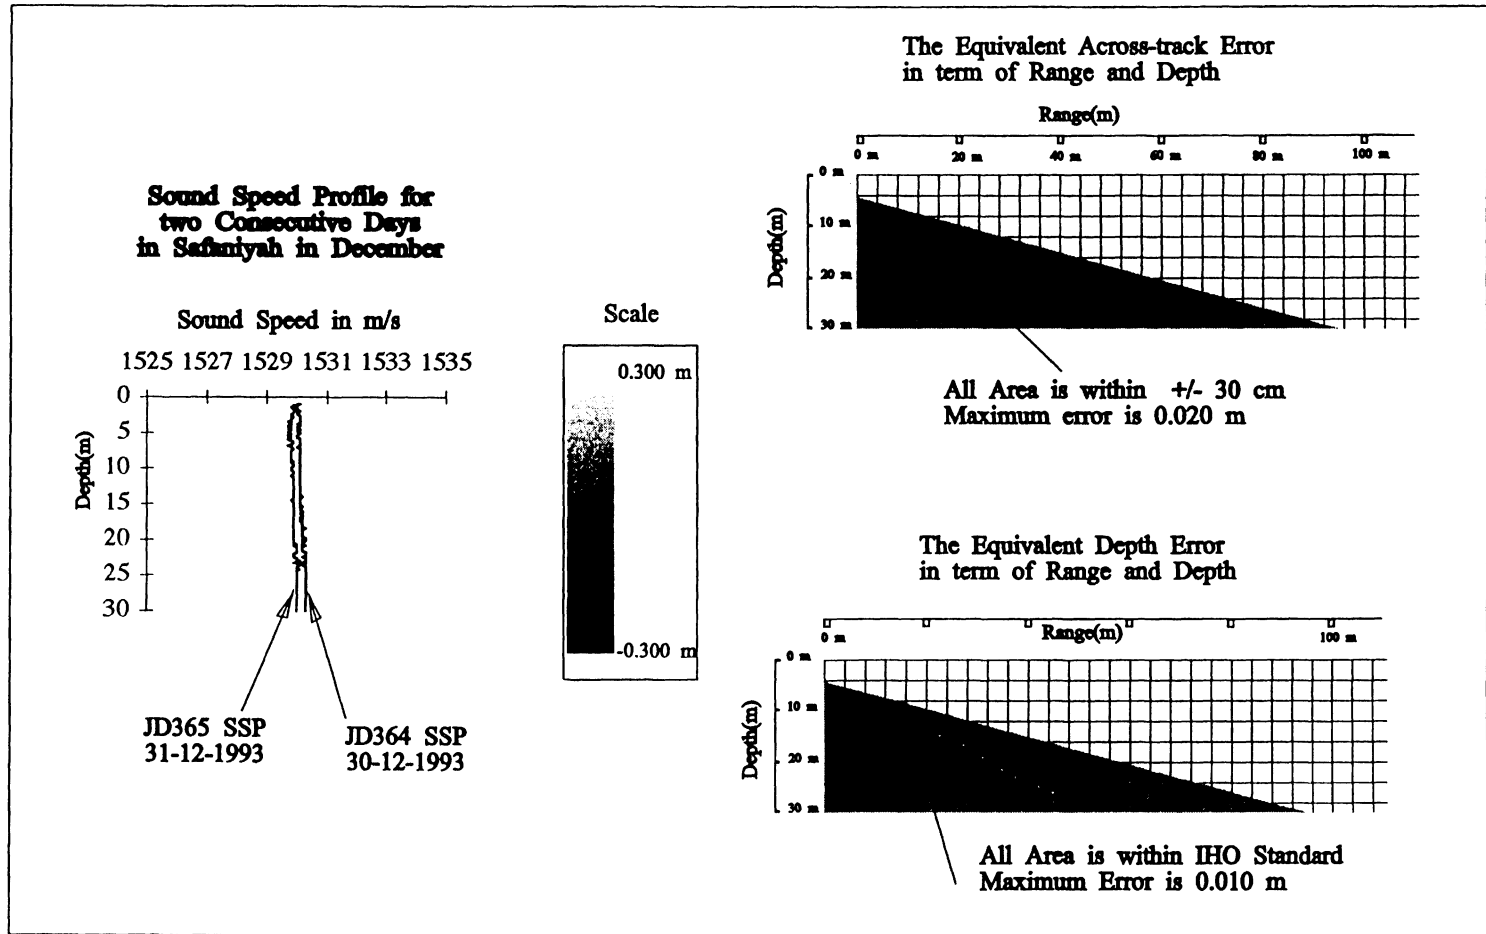 Sound Speed Profile for
two Consecutive Days
in Safaniyah in December
Sound Speed in m/s
1525 1527 1529 1531 1533 1535
Depth(m)
0
5
10
15
20
25
30
JD365 SSP
31-12-1993
JD364 SSP
30-12-1993
Scale
0.300 m
-0.300 m
The Equivalent Across-track Error
in term of Range and Depth
Range(m)
0 m 20 m 40 m 60 m 80 m 100 m
Depth(m)
0 m
10 m
20 m
30 m
All Area is within +/- 30 cm
Maximum error is 0.020 m
The Equivalent Depth Error
in term of Range and Depth
Range(m)
0 m 100 m
Depth(m)
0 m
10 m
20 m
30 m
All Area is within IHO Standard
Maximum Error is 0.010 m